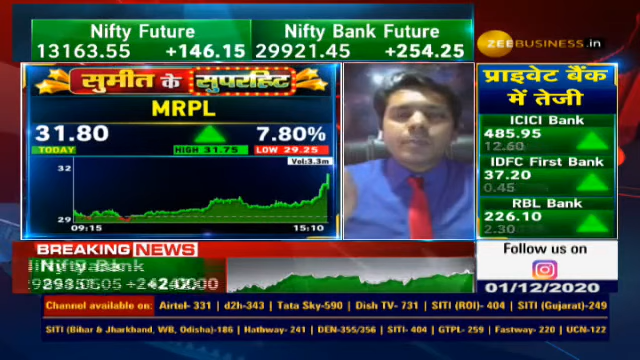 Nifty Future
13163.55 +146.15
Nifty Bank Future
29921.45 +254.25
ZEEBUSINESS.in
सुमीत के सुपरहिट
MRPL
31.80 7.80%
TODAY HIGH 31.75 LOW 29.25
Vol:3.3m
32
29
09:15 15:10
प्राइवेट बैंक
में तेजी
ICICI Bank
485.95
12.60
IDFC First Bank
37.20
0.45
RBL Bank
226.10
2.30
BREAKING NEWS
Follow us on
01/12/2020
Channel available on: Airtel- 331 | d2h-343 | Tata Sky-590 | Dish TV- 731 | SITI (ROI)- 404 | SITI (Gujarat)-249
SITI (Bihar & Jharkhand, WB, Odisha)-186 | Hathway- 241 | DEN-355/356 | SITI- 404 | GTPL- 259 | Fastway- 220 | UCN-122